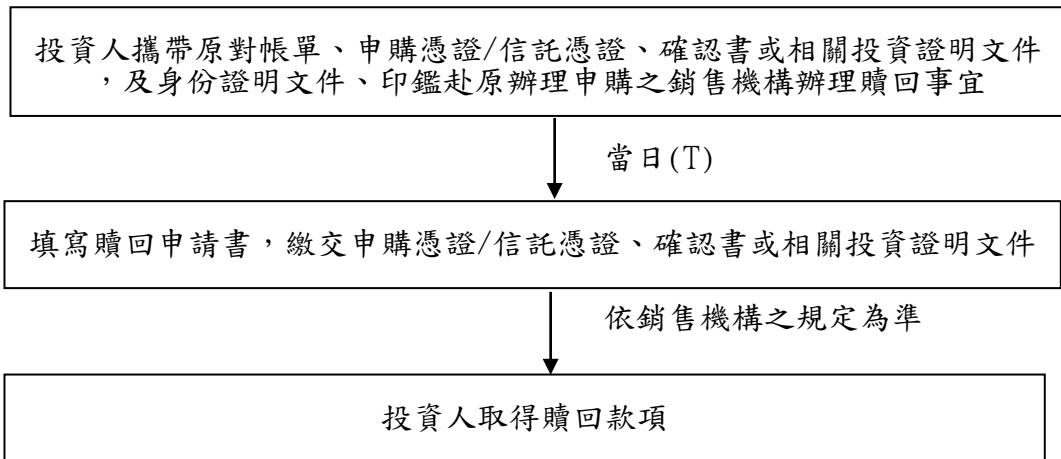 投資人攜帶原對帳單、申購憑證/信託憑證、確認書或相關投資證明文件
，及身份證明文件、印鑑赴原辦理申購之銷售機構辦理贖回事宜
當日(T)
填寫贖回申請書，繳交申購憑證/信託憑證、確認書或相關投資證明文件
依銷售機構之規定為準
投資人取得贖回款項